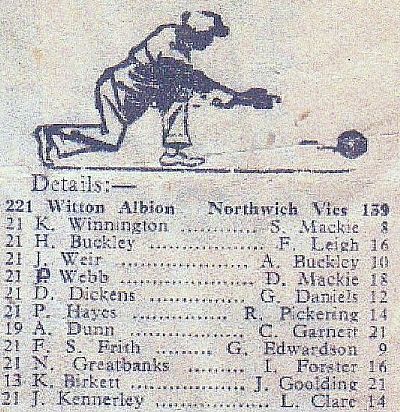 Details:—
221 Witton Albion Northwich Vics 159
21 K. Winnington ............ S. Mackie 8
21 H. Buckley ............... F. Leigh 16
21 J. Weir .................. A. Buckley 10
21 P. Webb .................. D. Mackie 18
21 D. Dickens ............... G. Daniels 12
21 P. Hayes ............... R. Pickering 14
19 A. Dunn .................. C. Garnett 21
21 F. S. Frith ......... G. Edwardson 9
21 N. Greatbanks ......... I. Forster 16
13 K. Birkett ............... J. Goolding 21
21 J. Kennerley ............ L. Clare 14